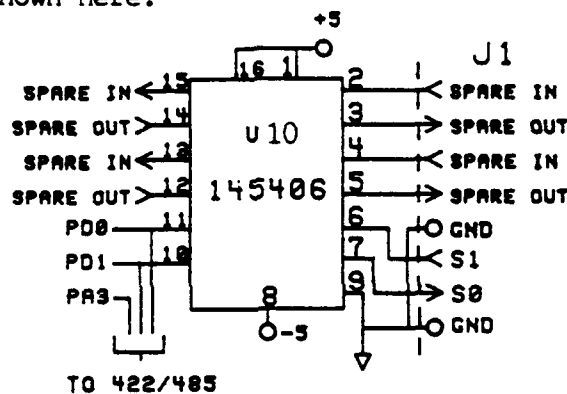 hown here.
+5
J1
16 1
15 2
SPARE IN SPARE IN
14 3
SPARE OUT SPARE OUT
U10
13 4
SPARE IN SPARE IN
145406
12 5
SPARE OUT SPARE OUT
11 6
PD0 GND
10 7
PD1 S1
9
PA3 S0
8
-5 GND
TO 422/485